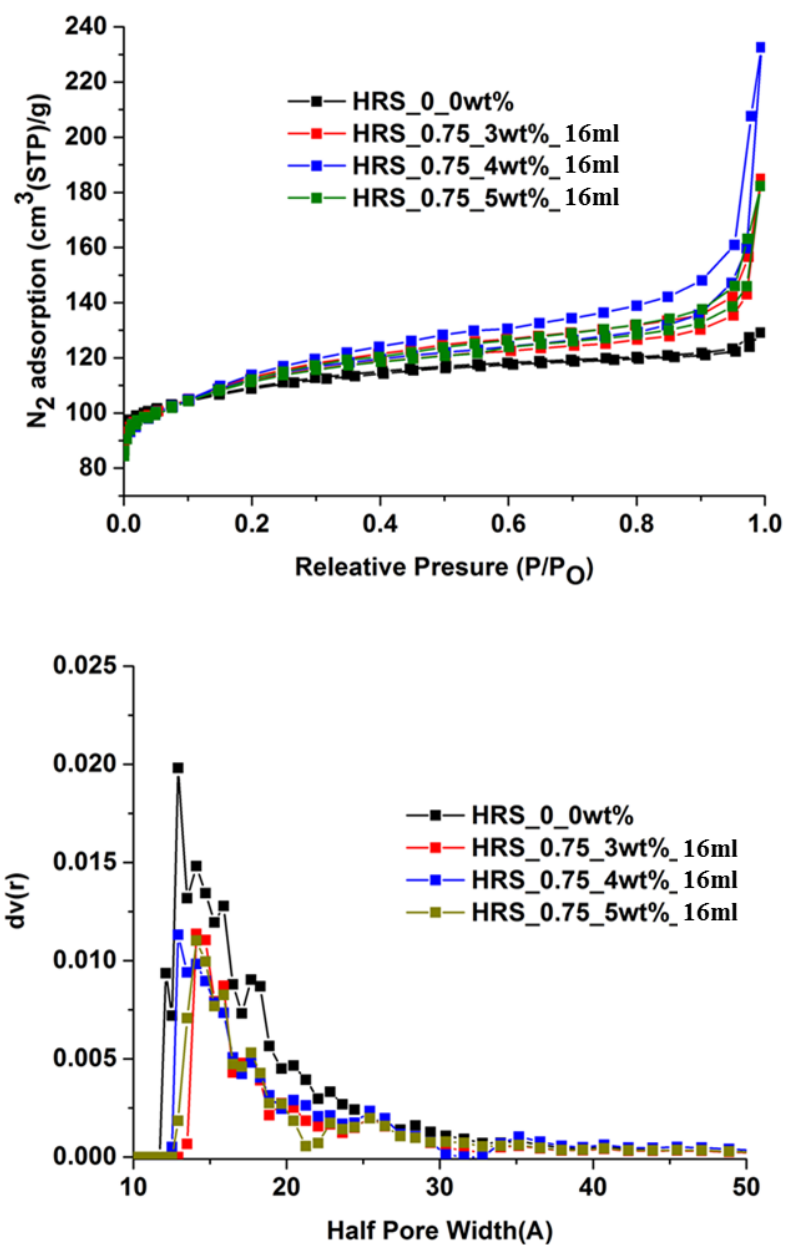 240
220
200
180
160
140
120
100
80
N2 adsorption (cm3(STP)/g)
HRS_0_0wt%
HRS_0.75_3wt%_16ml
HRS_0.75_4wt%_16ml
HRS_0.75_5wt%_16ml
0.0 0.2 0.4 0.6 0.8 1.0
Releative Presure (P/PO)
0.025
0.020
0.015
0.010
0.005
0.000
dv(r)
HRS_0_0wt%
HRS_0.75_3wt%_16ml
HRS_0.75_4wt%_16ml
HRS_0.75_5wt%_16ml
10 20 30 40 50
Half Pore Width(A)